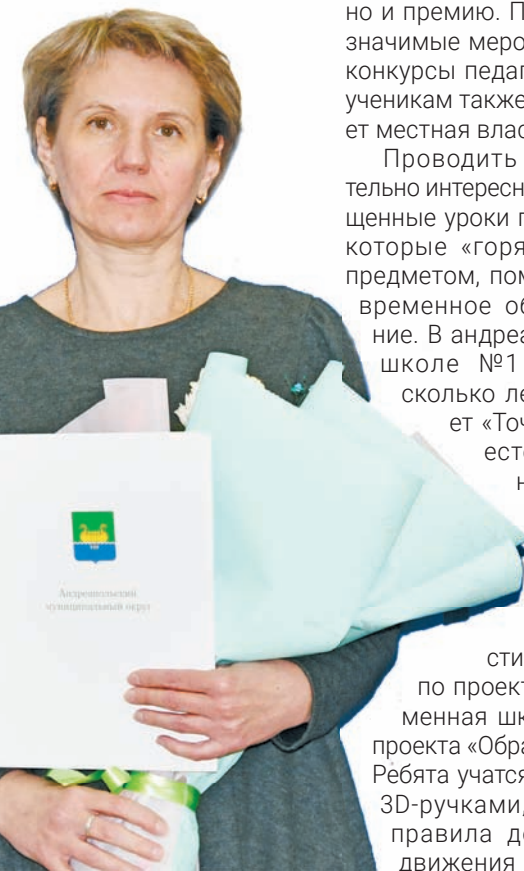 но и премию. П
значимые меро
конкурсы педаг
ученикам также
ет местная влас
Проводить
тельно интересн
щенные уроки п
которые «горя
предметом, пом
временное об
ние. В андреа
школе №1
сколько ле
ет «Точ
есте
н
сти
по проект
менная шк
проекта «Обра
Ребята учатся
3D-ручками,
правила до
движения
Андреапольский
муниципальный округ